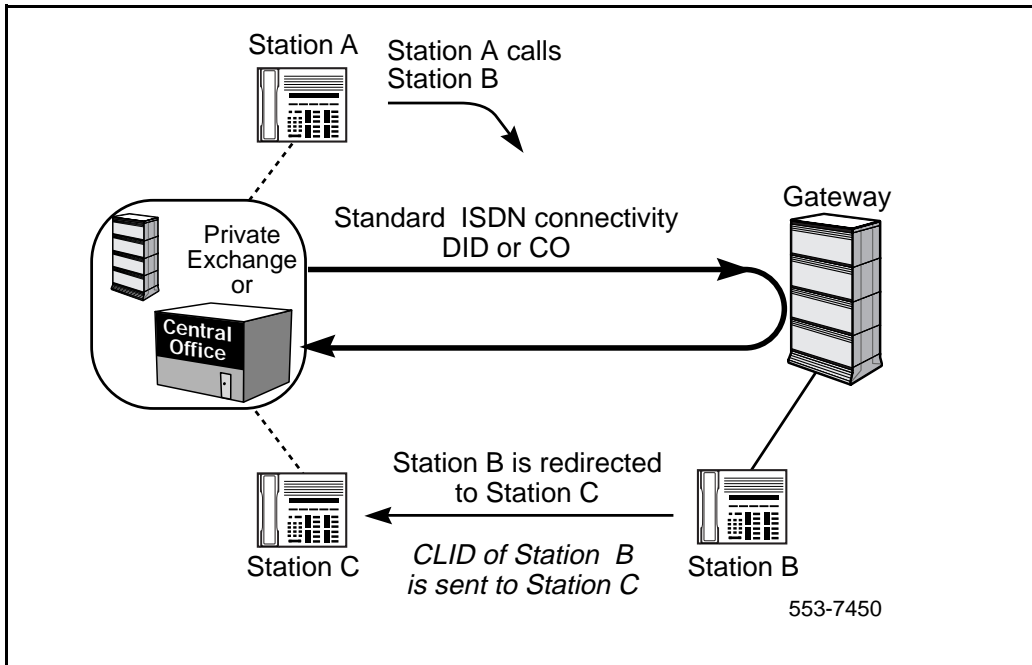 Station A
Station A calls
Station B
Gateway
Standard ISDN connectivity
DID or CO
Private
Exchange
or
Central
Office
Station B is redirected
to Station C
CLID of Station B
is sent to Station C
Station C
Station B
553-7450